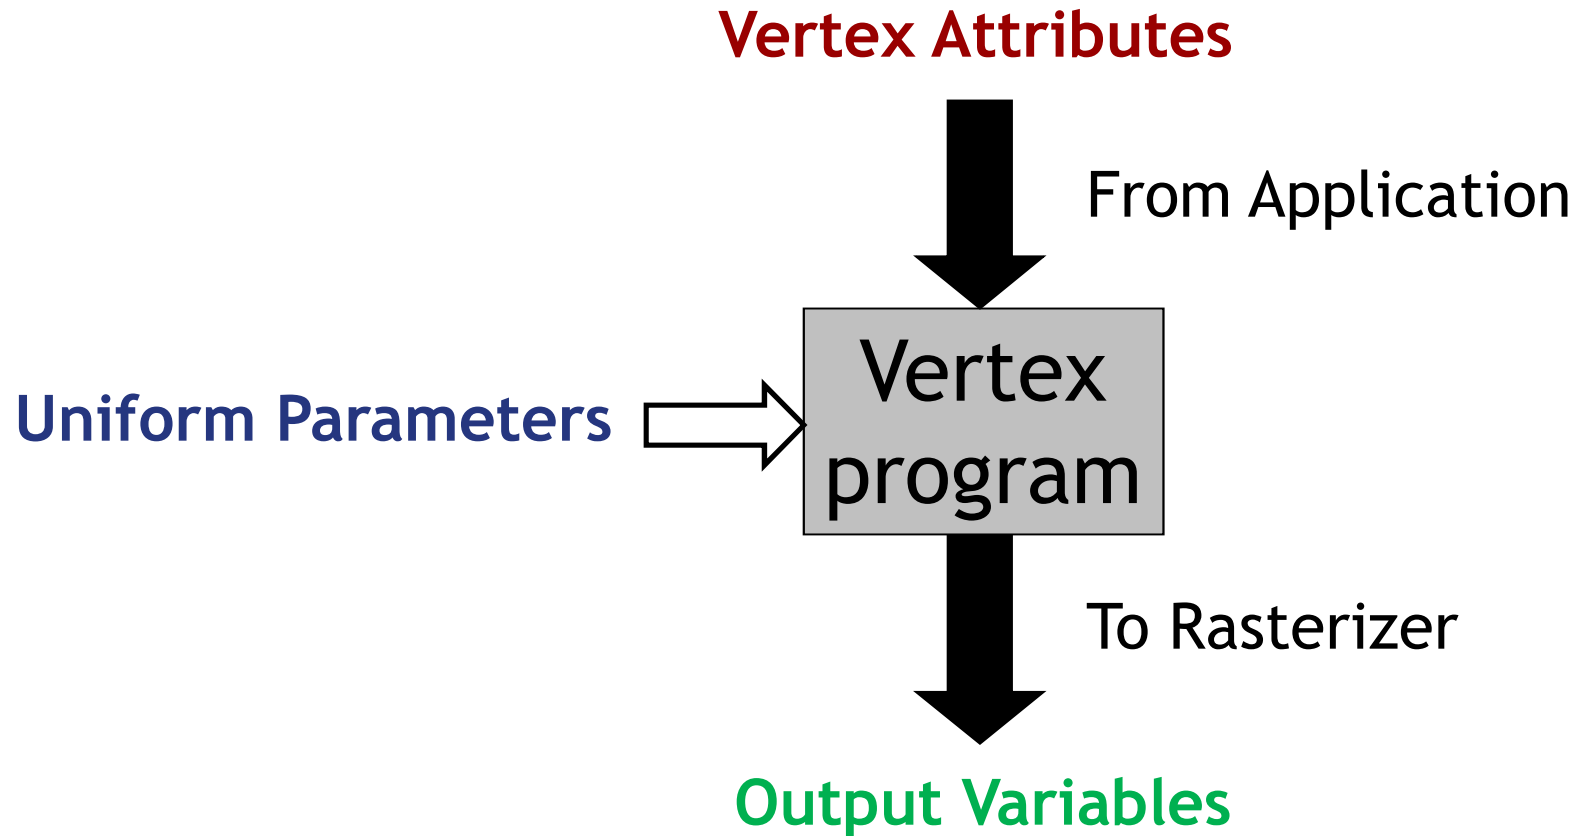 Vertex Attributes
From Application
Vertex
program
Uniform Parameters
To Rasterizer
Output Variables